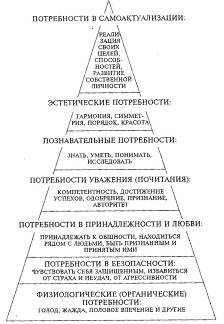 ПОТРЕБНОСТИ В САМОАКТУАЛИЗАЦИИ:
РЕАЛИ-
ЗАЦИЯ
СВОИХ
ЦЕЛЕЙ,
СПОСОБ-
НОСТЕЙ,
РАЗВИТИЕ
СОБСТВЕННОЙ
ЛИЧНОСТИ
ЭСТЕТИЧЕСКИЕ ПОТРЕБНОСТИ:
ГАРМОНИЯ, СИММЕТ-
РИЯ, ПОРЯДОК, КРАСОТА
ПОЗНАВАТЕЛЬНЫЕ ПОТРЕБНОСТИ:
ЗНАТЬ, УМЕТЬ, ПОНИМАТЬ,
ИССЛЕДОВАТЬ
ПОТРЕБНОСТИ УВАЖЕНИЯ (ПОЧИТАНИЯ):
КОМПЕТЕНТНОСТЬ, ДОСТИЖЕНИЕ
УСПЕХОВ, ОДОБРЕНИЕ, ПРИЗНАНИЕ,
АВТОРИТЕТ
ПОТРЕБНОСТИ В ПРИНАДЛЕЖНОСТИ И ЛЮБВИ:
ПРИНАДЛЕЖАТЬ К ОБЩНОСТИ, НАХОДИТЬСЯ
РЯДОМ С ЛЮДЬМИ, БЫТЬ ПРИЗНАННЫМ И
ПРИНЯТЫМ ИМИ
ПОТРЕБНОСТИ В БЕЗОПАСНОСТИ:
ЧУВСТВОВАТЬ СЕБЯ ЗАЩИЩЕННЫМ, ИЗБАВИТЬСЯ
ОТ СТРАХА И НЕУДАЧ, ОТ АГРЕССИВНОСТИ
ФИЗИОЛОГИЧЕСКИЕ (ОРГАНИЧЕСКИЕ)
ПОТРЕБНОСТИ:
ГОЛОД, ЖАЖДА, ПОЛОВОЕ ВЛЕЧЕНИЕ И ДРУГИЕ